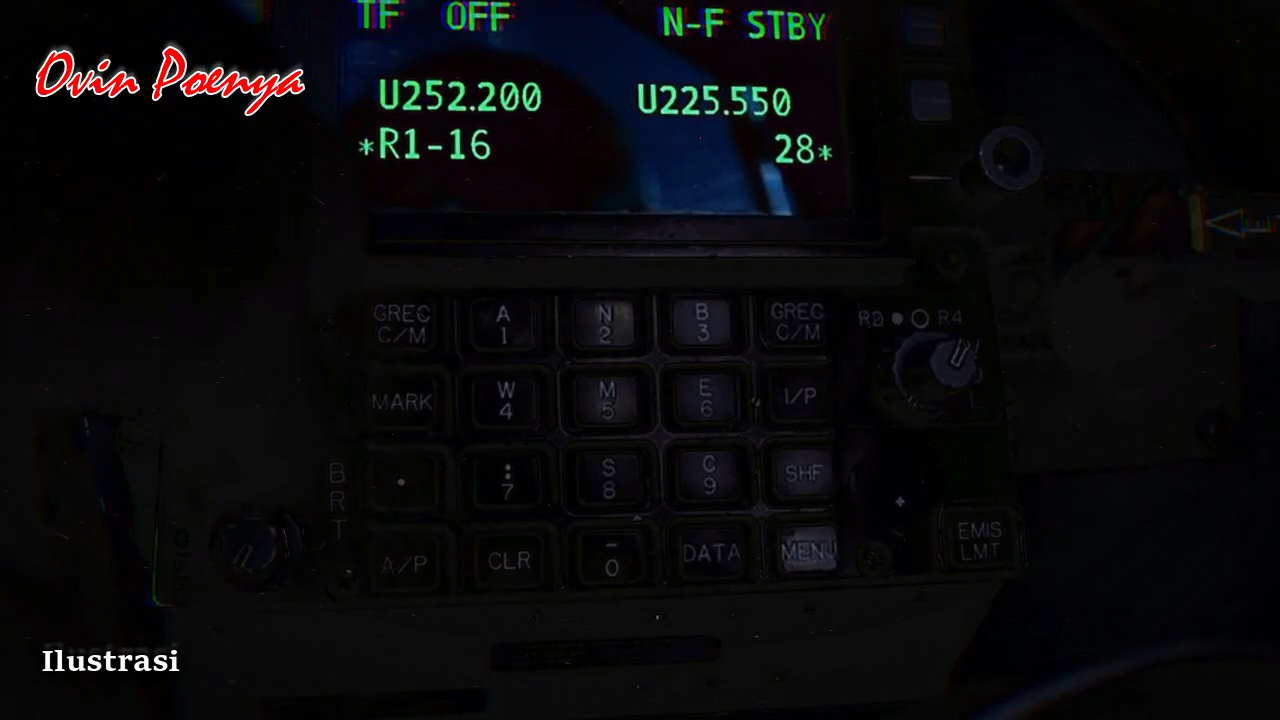 TF OFF N-F STBY
Ovin Poenya
U252.200 U225.550
*R1-16 28*
GREC C/M
A 1
N 2
B 3
GREC C/M
R2 R4
MARK
W 4
M 5
E 6
I/P
.
: 7
S 8
C 9
SHF
BRT
A/P
CLR
- 0
DATA
MENU
EMIS LMT
Ilustrasi